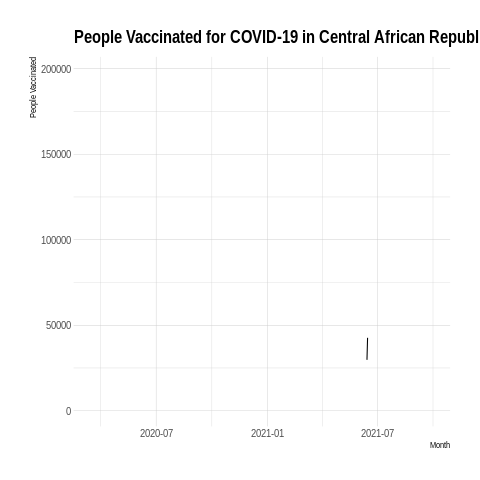 People Vaccinated for COVID-19 in Central African Republ
People Vaccinated
200000
150000
100000
50000
0
2020-07 2021-01 2021-07
Month